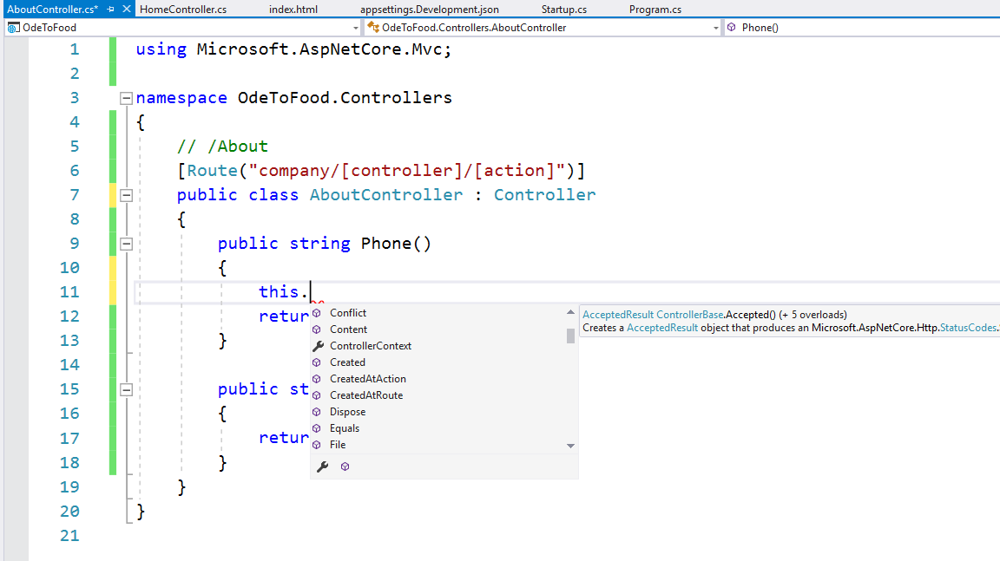 AboutController.cs* HomeController.cs index.html appsettings.Development.json Startup.cs Program.cs
OdeToFood OdeToFood.Controllers.AboutController Phone()
1 using Microsoft.AspNetCore.Mvc;
2
3 namespace OdeToFood.Controllers
4 {
5 // /About
6 [Route("company/[controller]/[action]")]
7 public class AboutController : Controller
8 {
9 public string Phone()
10 {
11 this.
12 retur
13 }
14
15 public st
16 {
17 retur
18 }
19 }
20 }
21
Conflict
Content
ControllerContext
Created
CreatedAtAction
CreatedAtRoute
Dispose
Equals
File
AcceptedResult ControllerBase.Accepted() (+ 5 overloads)
Creates a AcceptedResult object that produces an Microsoft.AspNetCore.Http.StatusCodes.